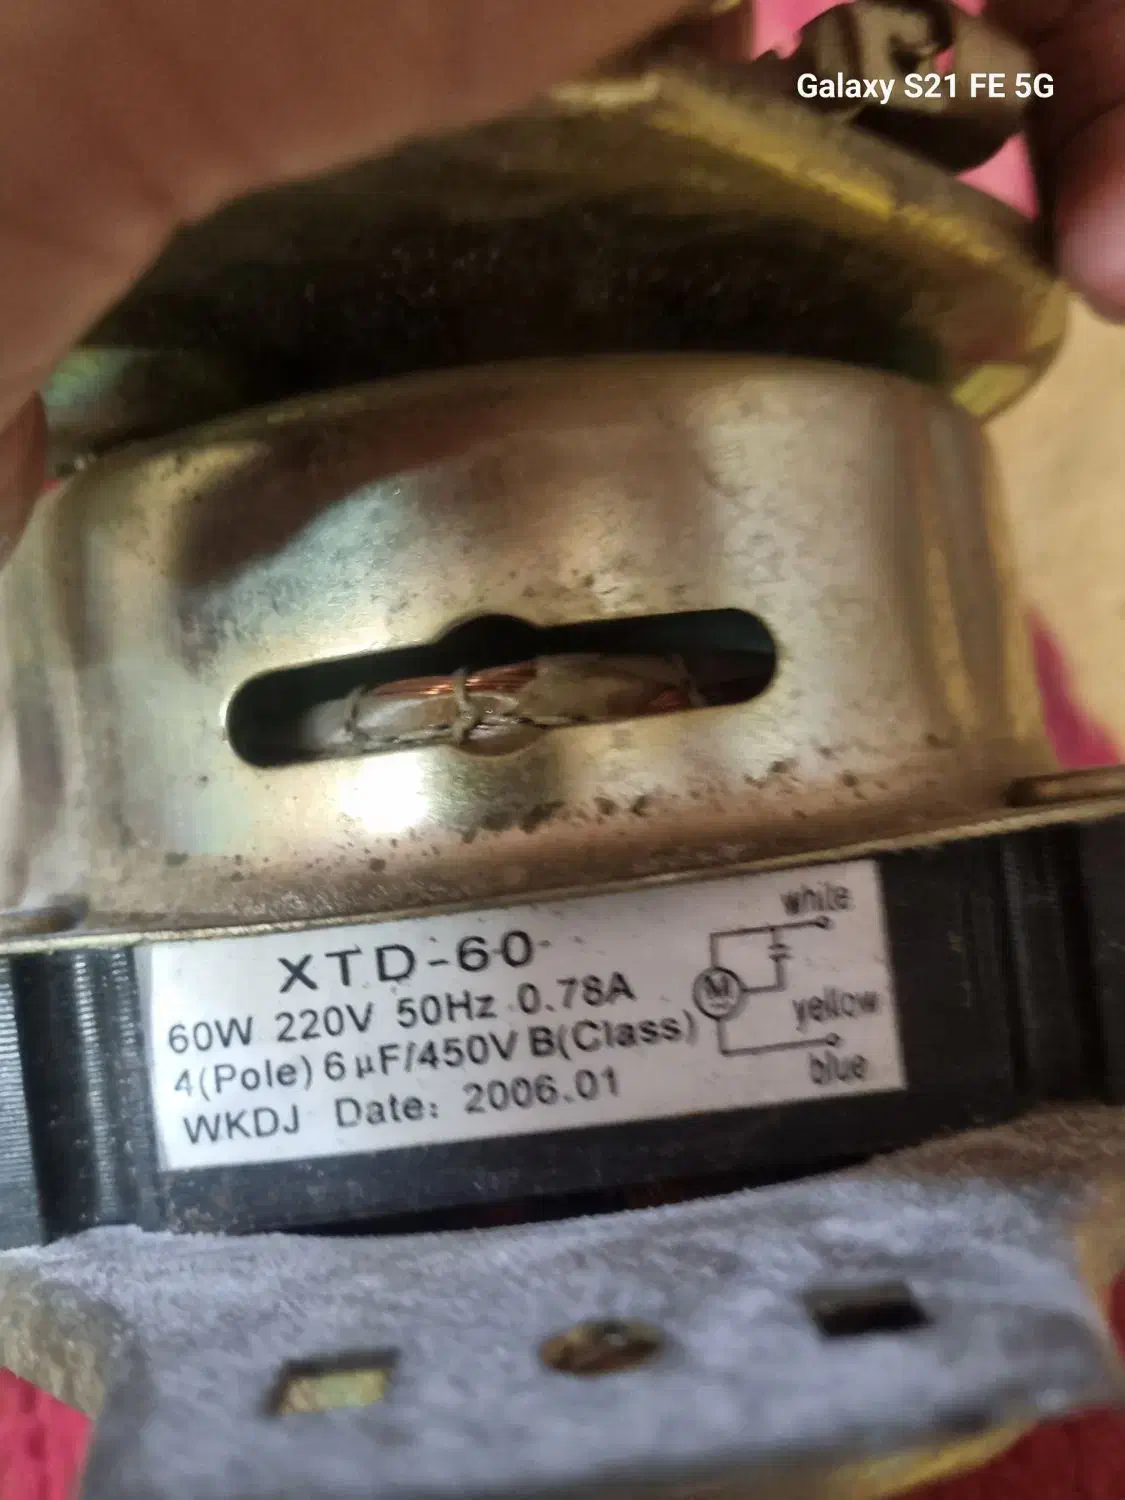 Galaxy S21 FE 5G
XTD-60
60W 220V 50Hz 0.78A
4(Pole) 6µF/450V B(Class)
WKDJ Date: 2006.01
white
M
yellow
blue